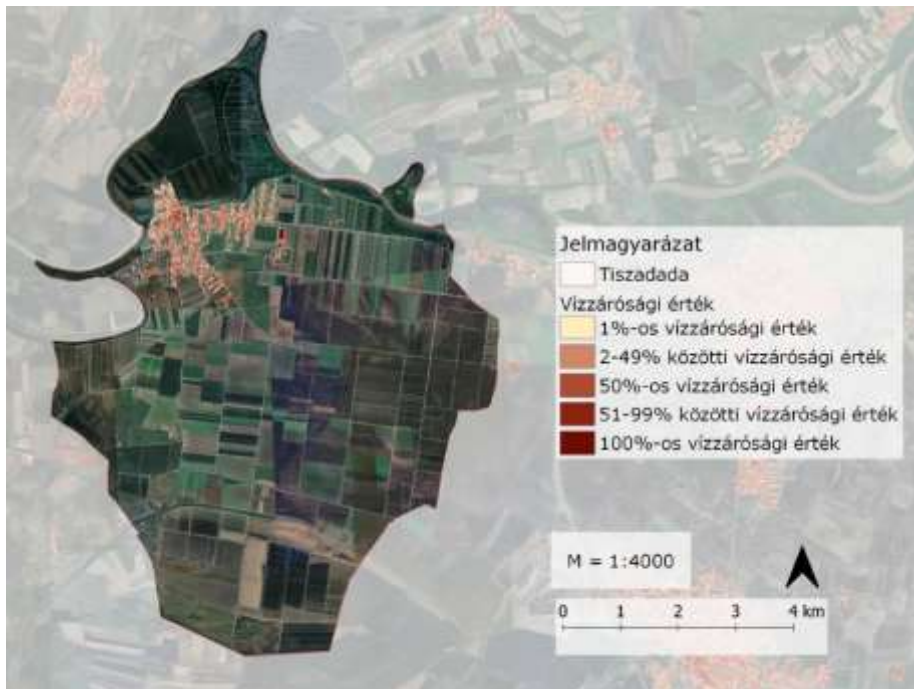 Jelmagyarázat
Tiszadada
Vízzárósági érték
1%-os vízzárósági érték
2-49% közötti vízzárósági érték
50%-os vízzárósági érték
51-99% közötti vízzárósági érték
100%-os vízzárósági érték
M = 1:4000
0 1 2 3 4 km